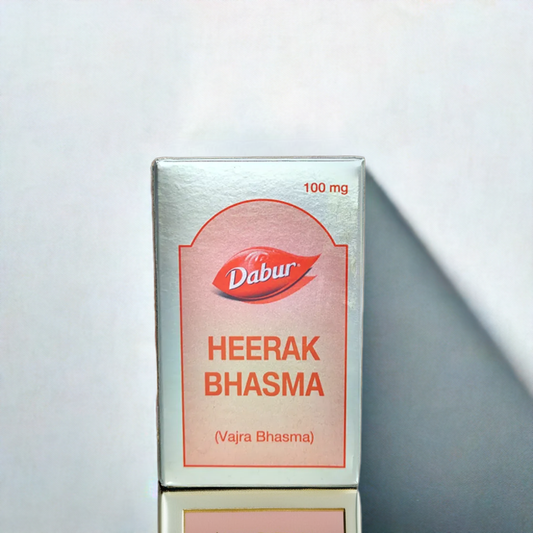 100 mg
Dabur
HEERAK
BHASMA
(Vajra Bhasma)